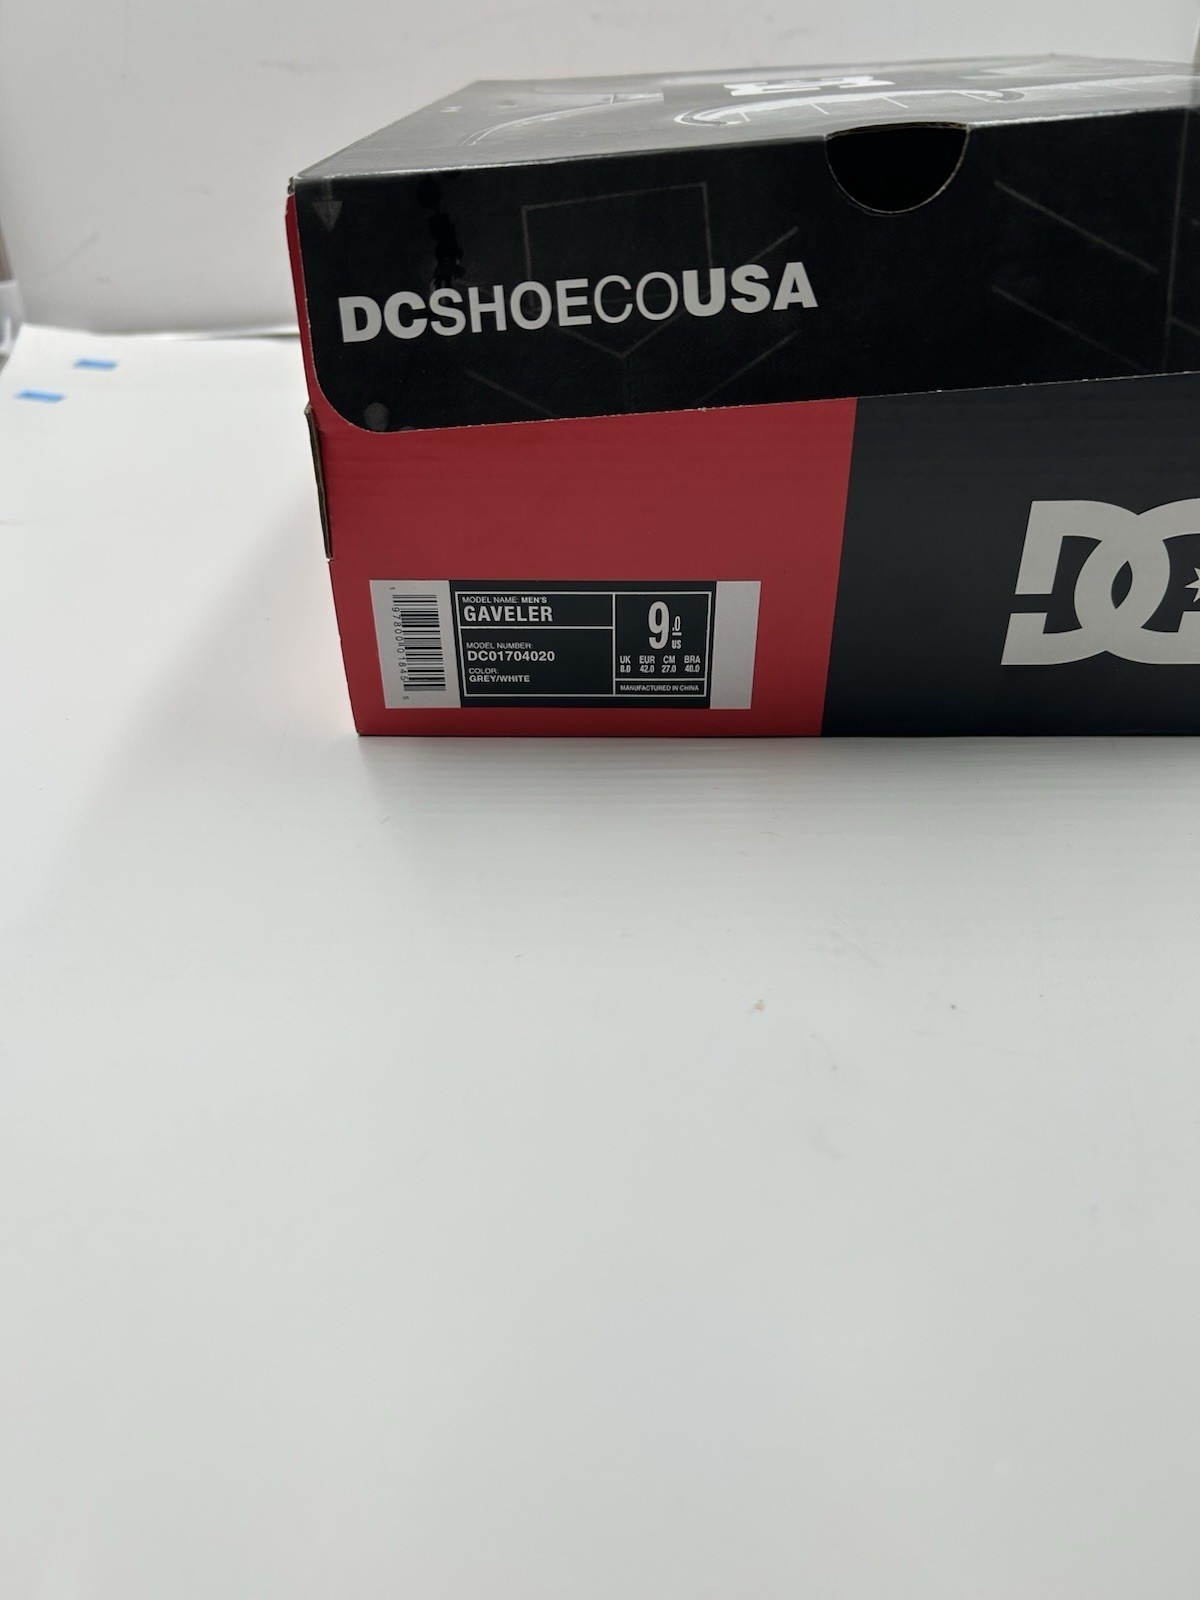 DCSHOECOUSA
DC
MODEL NAME: MEN'S
GAVELER
MODEL NUMBER:
DC01704020
COLOR:
GREY/WHITE
9.0
US
UK EUR CM BRA
8.0 42.0 27.0 40.0
MANUFACTURED IN CHINA